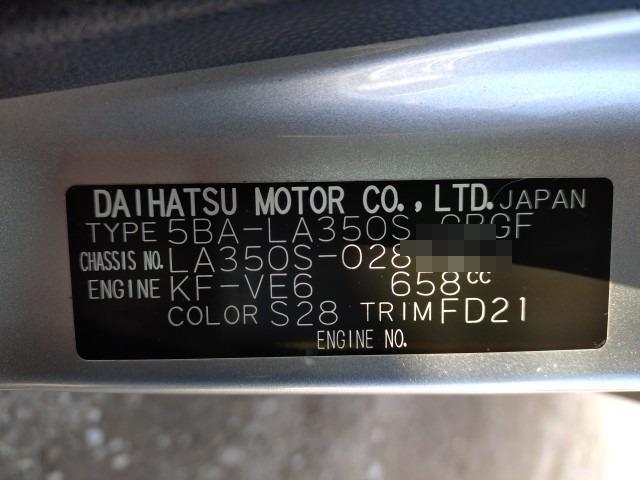 DAIHATSU MOTOR CO., LTD. JAPAN
TYPE 5BA-LA350S-GBGF
CHASSIS NO. LA350S-028
ENGINE KF-VE6 658cc
COLOR S28 TRIM FD21
ENGINE NO.